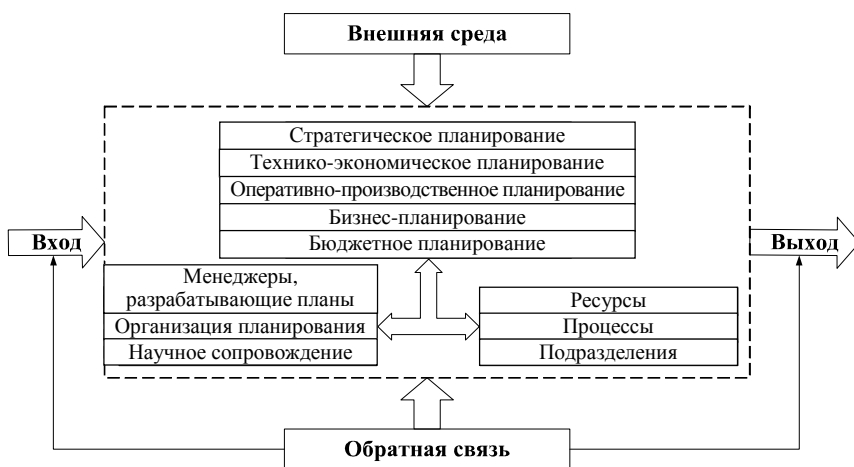 Внешняя среда
Стратегическое планирование
Технико-экономическое планирование
Оперативно-производственное планирование
Бизнес-планирование
Бюджетное планирование
Вход
Выход
Менеджеры,
разрабатывающие планы
Организация планирования
Научное сопровождение
Ресурсы
Процессы
Подразделения
Обратная связь